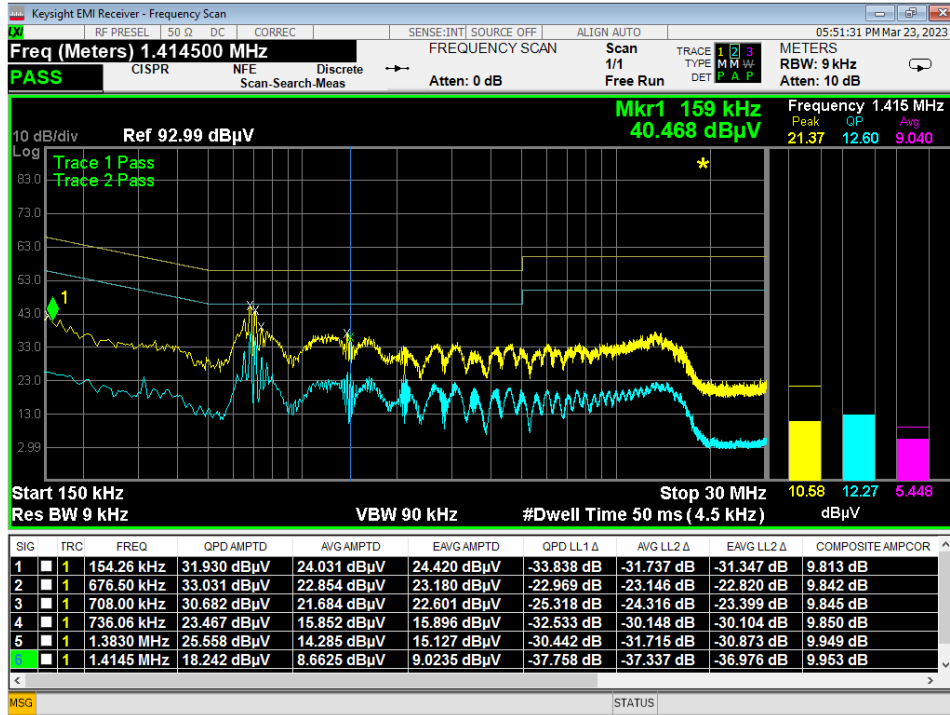 Keysight EMI Receiver - Frequency Scan
LXI RF PRESEL 50 Ω DC CORREC SENSE:INT SOURCE OFF ALIGN AUTO 05:51:31 PM Mar 23, 2023
Freq (Meters) 1.414500 MHz FREQUENCY SCAN Scan TRACE 1 2 3 METERS
PASS CISPR NFE Discrete 1/1 TYPE M M W RBW: 9 kHz
Scan-Search-Meas Atten: 0 dB Free Run DET P A P Atten: 10 dB
Mkr1 159 kHz Frequency 1.415 MHz
40.468 dBµV Peak QP Avg
10 dB/div Ref 92.99 dBµV 21.37 12.60 9.040
Log
Trace 1 Pass
Trace 2 Pass
83.0
73.0
63.0
53.0
1
43.0
33.0
23.0
13.0
2.99
Start 150 kHz Stop 30 MHz 10.58 12.27 5.448
Res BW 9 kHz VBW 90 kHz #Dwell Time 50 ms (4.5 kHz) dBµV
SIG TRC FREQ QPD AMPTD AVG AMPTD EAVG AMPTD QPD LL1 Δ AVG LL2 Δ EAVG LL2 Δ COMPOSITE AMPCOR
1 1 154.26 kHz 31.930 dBµV 24.031 dBµV 24.420 dBµV -33.838 dB -31.737 dB -31.347 dB 9.813 dB
2 1 676.50 kHz 33.031 dBµV 22.854 dBµV 23.180 dBµV -22.969 dB -23.146 dB -22.820 dB 9.842 dB
3 1 708.00 kHz 30.682 dBµV 21.684 dBµV 22.601 dBµV -25.318 dB -24.316 dB -23.399 dB 9.845 dB
4 1 736.06 kHz 23.467 dBµV 15.852 dBµV 15.896 dBµV -32.533 dB -30.148 dB -30.104 dB 9.850 dB
5 1 1.3830 MHz 25.558 dBµV 14.285 dBµV 15.127 dBµV -30.442 dB -31.715 dB -30.873 dB 9.949 dB
6 1 1.4145 MHz 18.242 dBµV 8.6625 dBµV 9.0235 dBµV -37.758 dB -37.337 dB -36.976 dB 9.953 dB
MSG STATUS